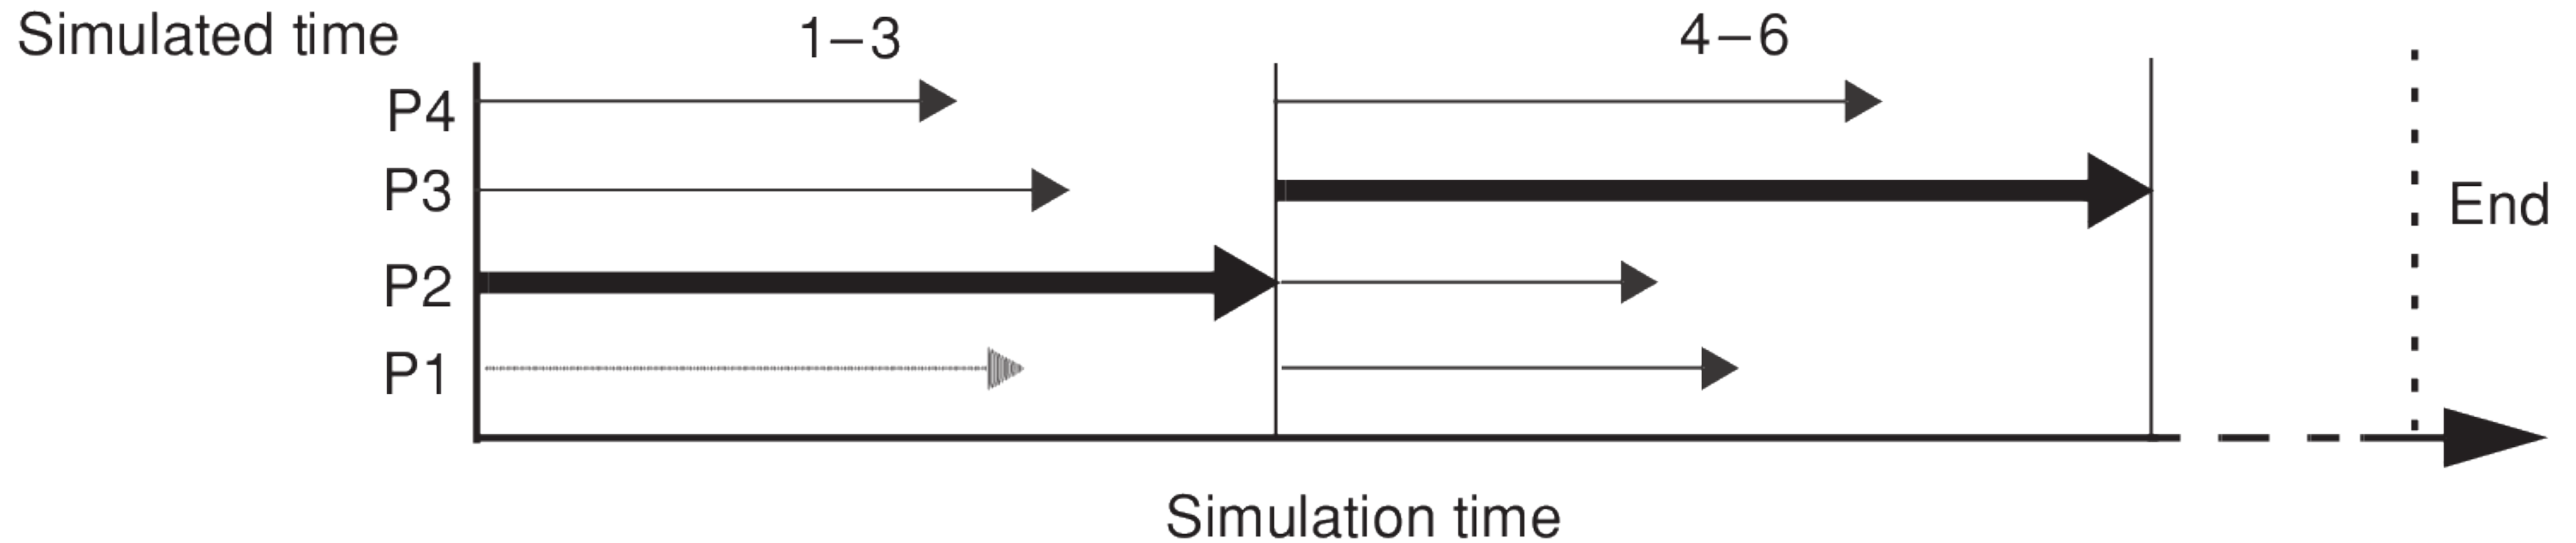 Simulated time 1–3 4–6
P4
P3
P2
P1
End
Simulation time